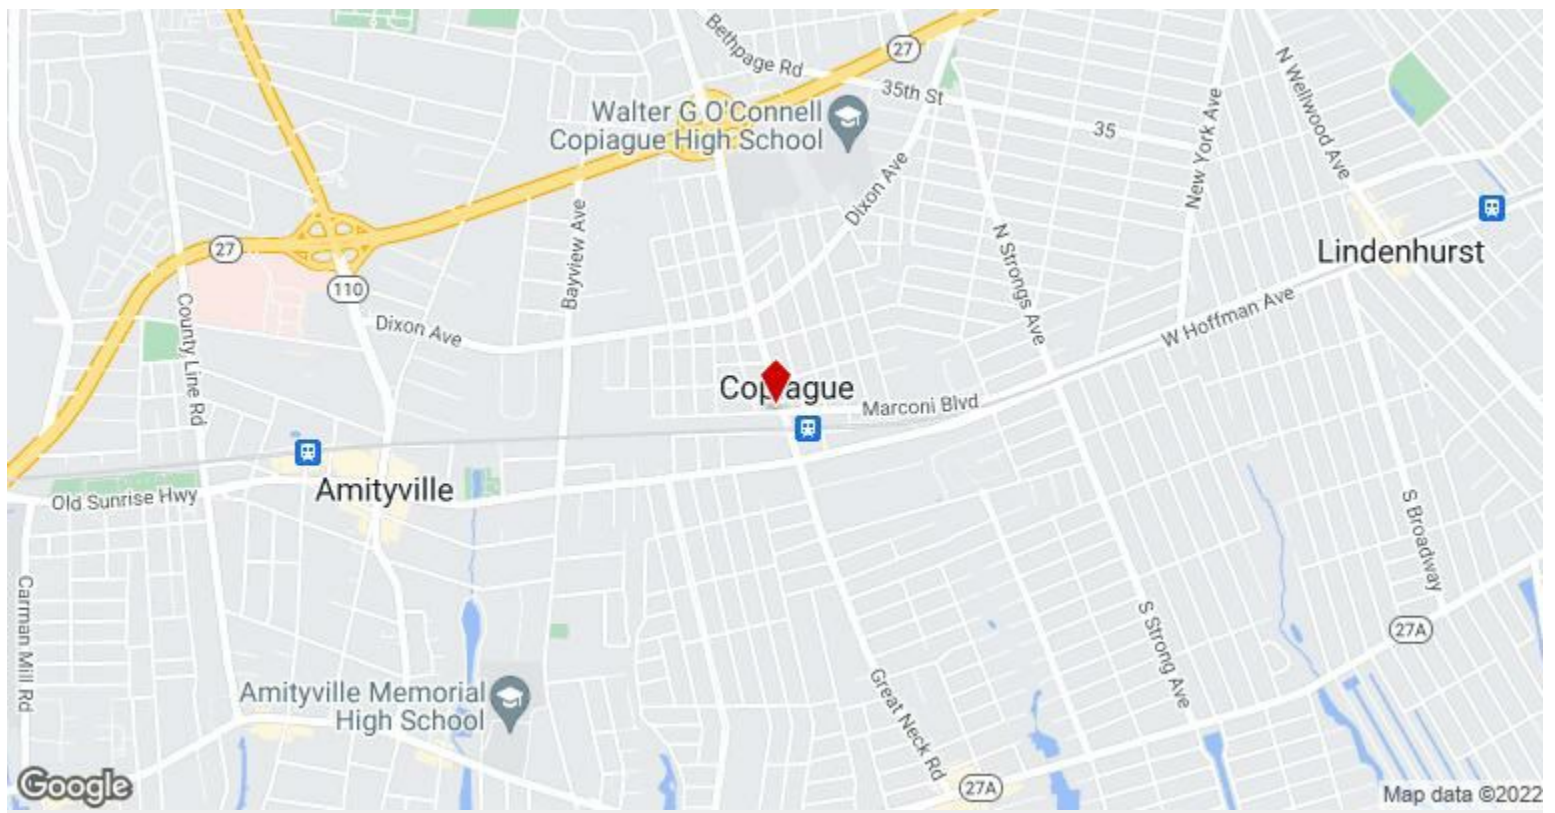 Bethpage Rd
27
N Wellwood Ave
35th St
Walter G O'Connell
Copiague High School
35
New York Ave
Dixon Ave
Bayview Ave
27
N Strongs Ave
Lindenhurst
110
County Line Rd
Dixon Ave
W Hoffman Ave
Copiague
Marconi Blvd
Amityville
Old Sunrise Hwy
S Broadway
Carman Mill Rd
S Strong Ave
27A
Amityville Memorial
High School
Great Neck Rd
27A
Google
Map data ©2022